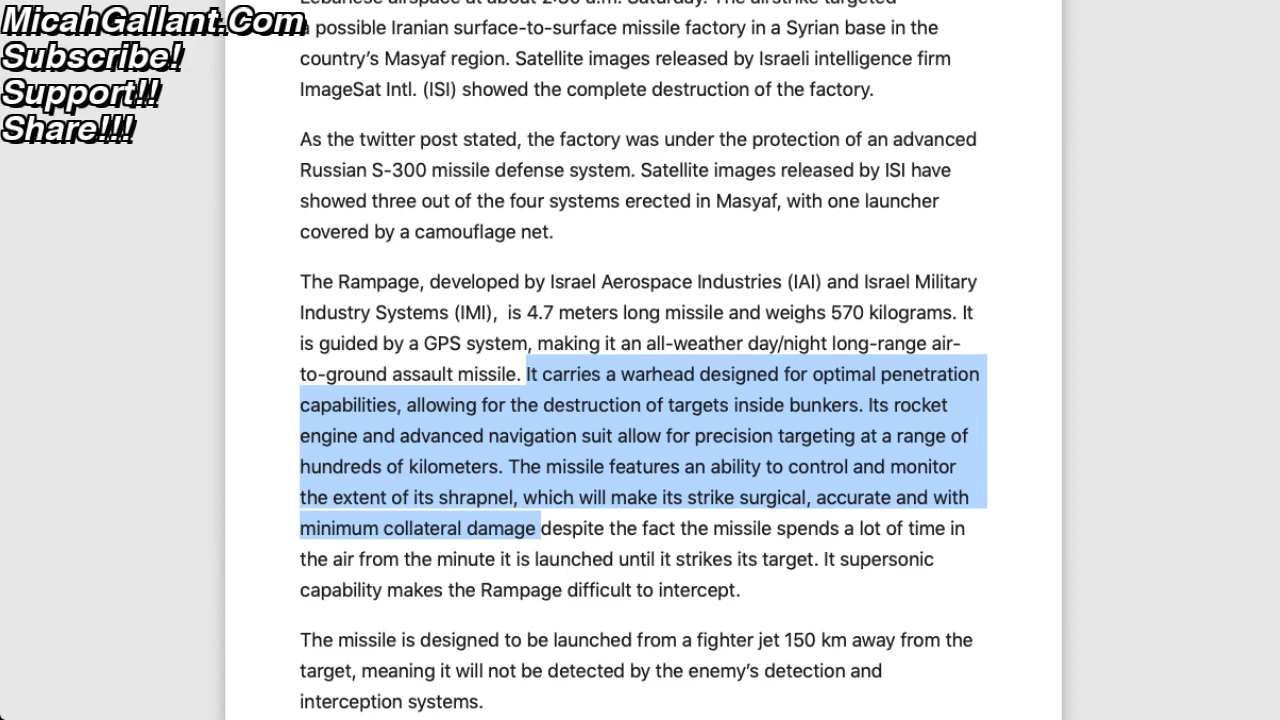 MicahGallant.Com
Subscribe!
Support!!
Share!!!
Lebanese airspace at about 2:30 a.m. Saturday. The airstrike targeted
a possible Iranian surface-to-surface missile factory in a Syrian base in the
country’s Masyaf region. Satellite images released by Israeli intelligence firm
ImageSat Intl. (ISI) showed the complete destruction of the factory.
As the twitter post stated, the factory was under the protection of an advanced
Russian S-300 missile defense system. Satellite images released by ISI have
showed three out of the four systems erected in Masyaf, with one launcher
covered by a camouflage net.
The Rampage, developed by Israel Aerospace Industries (IAI) and Israel Military
Industry Systems (IMI),  is 4.7 meters long missile and weighs 570 kilograms. It
is guided by a GPS system, making it an all-weather day/night long-range air-
to-ground assault missile. It carries a warhead designed for optimal penetration
capabilities, allowing for the destruction of targets inside bunkers. Its rocket
engine and advanced navigation suit allow for precision targeting at a range of
hundreds of kilometers. The missile features an ability to control and monitor
the extent of its shrapnel, which will make its strike surgical, accurate and with
minimum collateral damage despite the fact the missile spends a lot of time in
the air from the minute it is launched until it strikes its target. It supersonic
capability makes the Rampage difficult to intercept.
The missile is designed to be launched from a fighter jet 150 km away from the
target, meaning it will not be detected by the enemy’s detection and
interception systems.